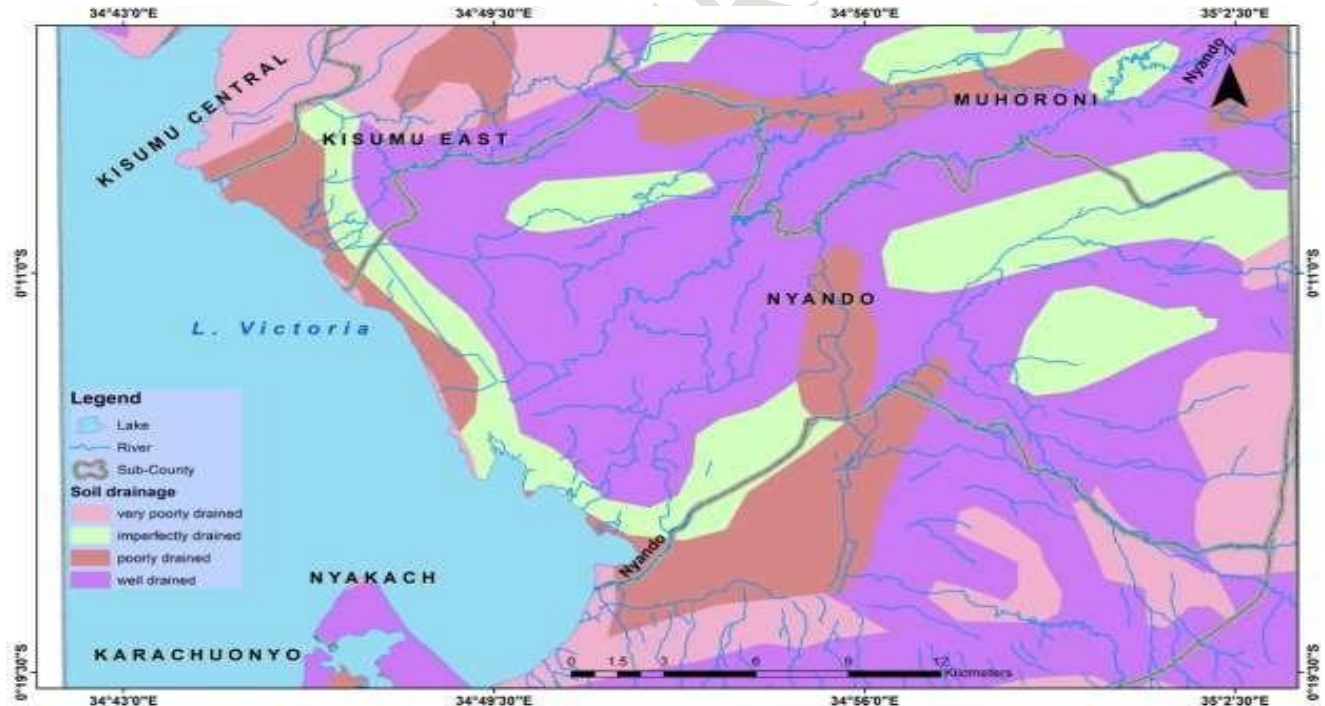 34°43'0"E 34°49'30"E 34°56'0"E 35°2'30"E
KISUMU CENTRAL
KISUMU EAST
MUHORONI
Nyando
N
0°11'0"S 0°11'0"S
NYANDO
L. Victoria
Legend
Lake
River
Sub-County
Soil drainage
very poorly drained
imperfectly drained
poorly drained
well drained
Nyando
NYAKACH
KARACHUONYO
0 1.5 3 6 9 12
Kilometers
0°19'30"S 0°19'30"S
34°43'0"E 34°49'30"E 34°56'0"E 35°2'30"E